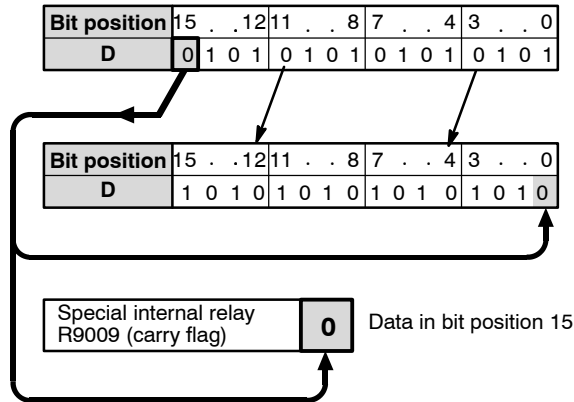 Bit position 15 . . 12 11 . . 8 7 . . 4 3 . . 0
D 0 1 0 1 0 1 0 1 0 1 0 1 0 1 0 1
Bit position 15 . . 12 11 . . 8 7 . . 4 3 . . 0
D 1 0 1 0 1 0 1 0 1 0 1 0 1 0 1 0
Special internal relay
R9009 (carry flag)
0
Data in bit position 15